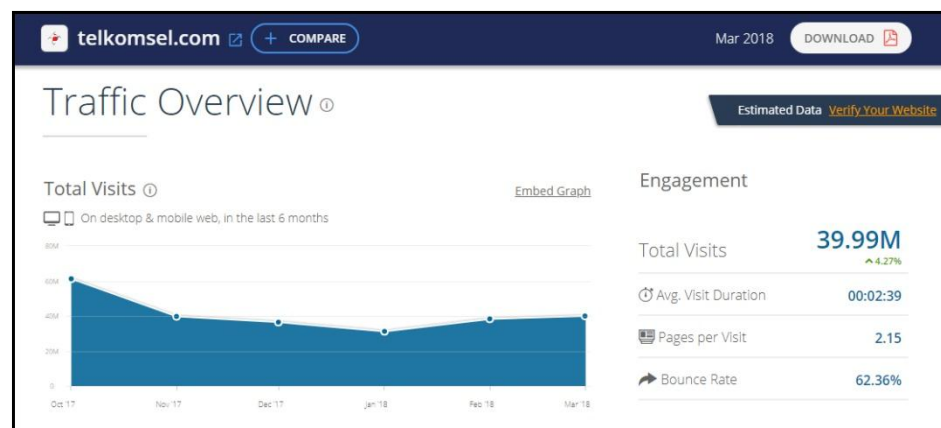 telkomsel.com + COMPARE Mar 2018 DOWNLOAD
Traffic Overview
Estimated Data Verify Your Website
Total Visits Embed Graph
On desktop & mobile web, in the last 6 months
80M
60M
40M
20M
0
Oct '17 Nov '17 Dec '17 Jan '18 Feb '18 Mar '18
Engagement
Total Visits 39.99M
4.27%
Avg. Visit Duration 00:02:39
Pages per Visit 2.15
Bounce Rate 62.36%